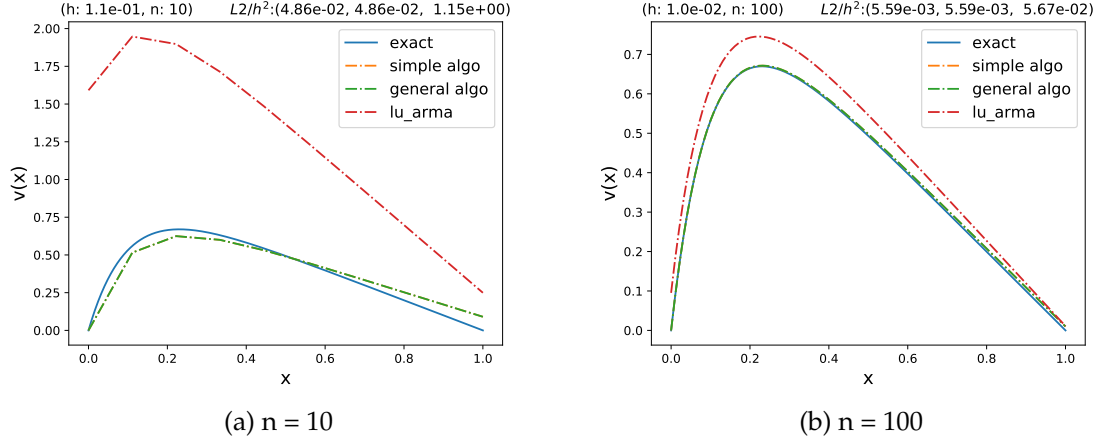 (h: 1.1e-01, n: 10) L2/h²:(4.86e-02, 4.86e-02, 1.15e+00)
2.00
1.75
1.50
1.25
1.00
0.75
0.50
0.25
0.00
v(x)
exact
simple algo
general algo
lu_arma
0.0 0.2 0.4 0.6 0.8 1.0
x
(a) n = 10
(h: 1.0e-02, n: 100) L2/h²:(5.59e-03, 5.59e-03, 5.67e-02)
0.7
0.6
0.5
0.4
0.3
0.2
0.1
0.0
v(x)
exact
simple algo
general algo
lu_arma
0.0 0.2 0.4 0.6 0.8 1.0
x
(b) n = 100